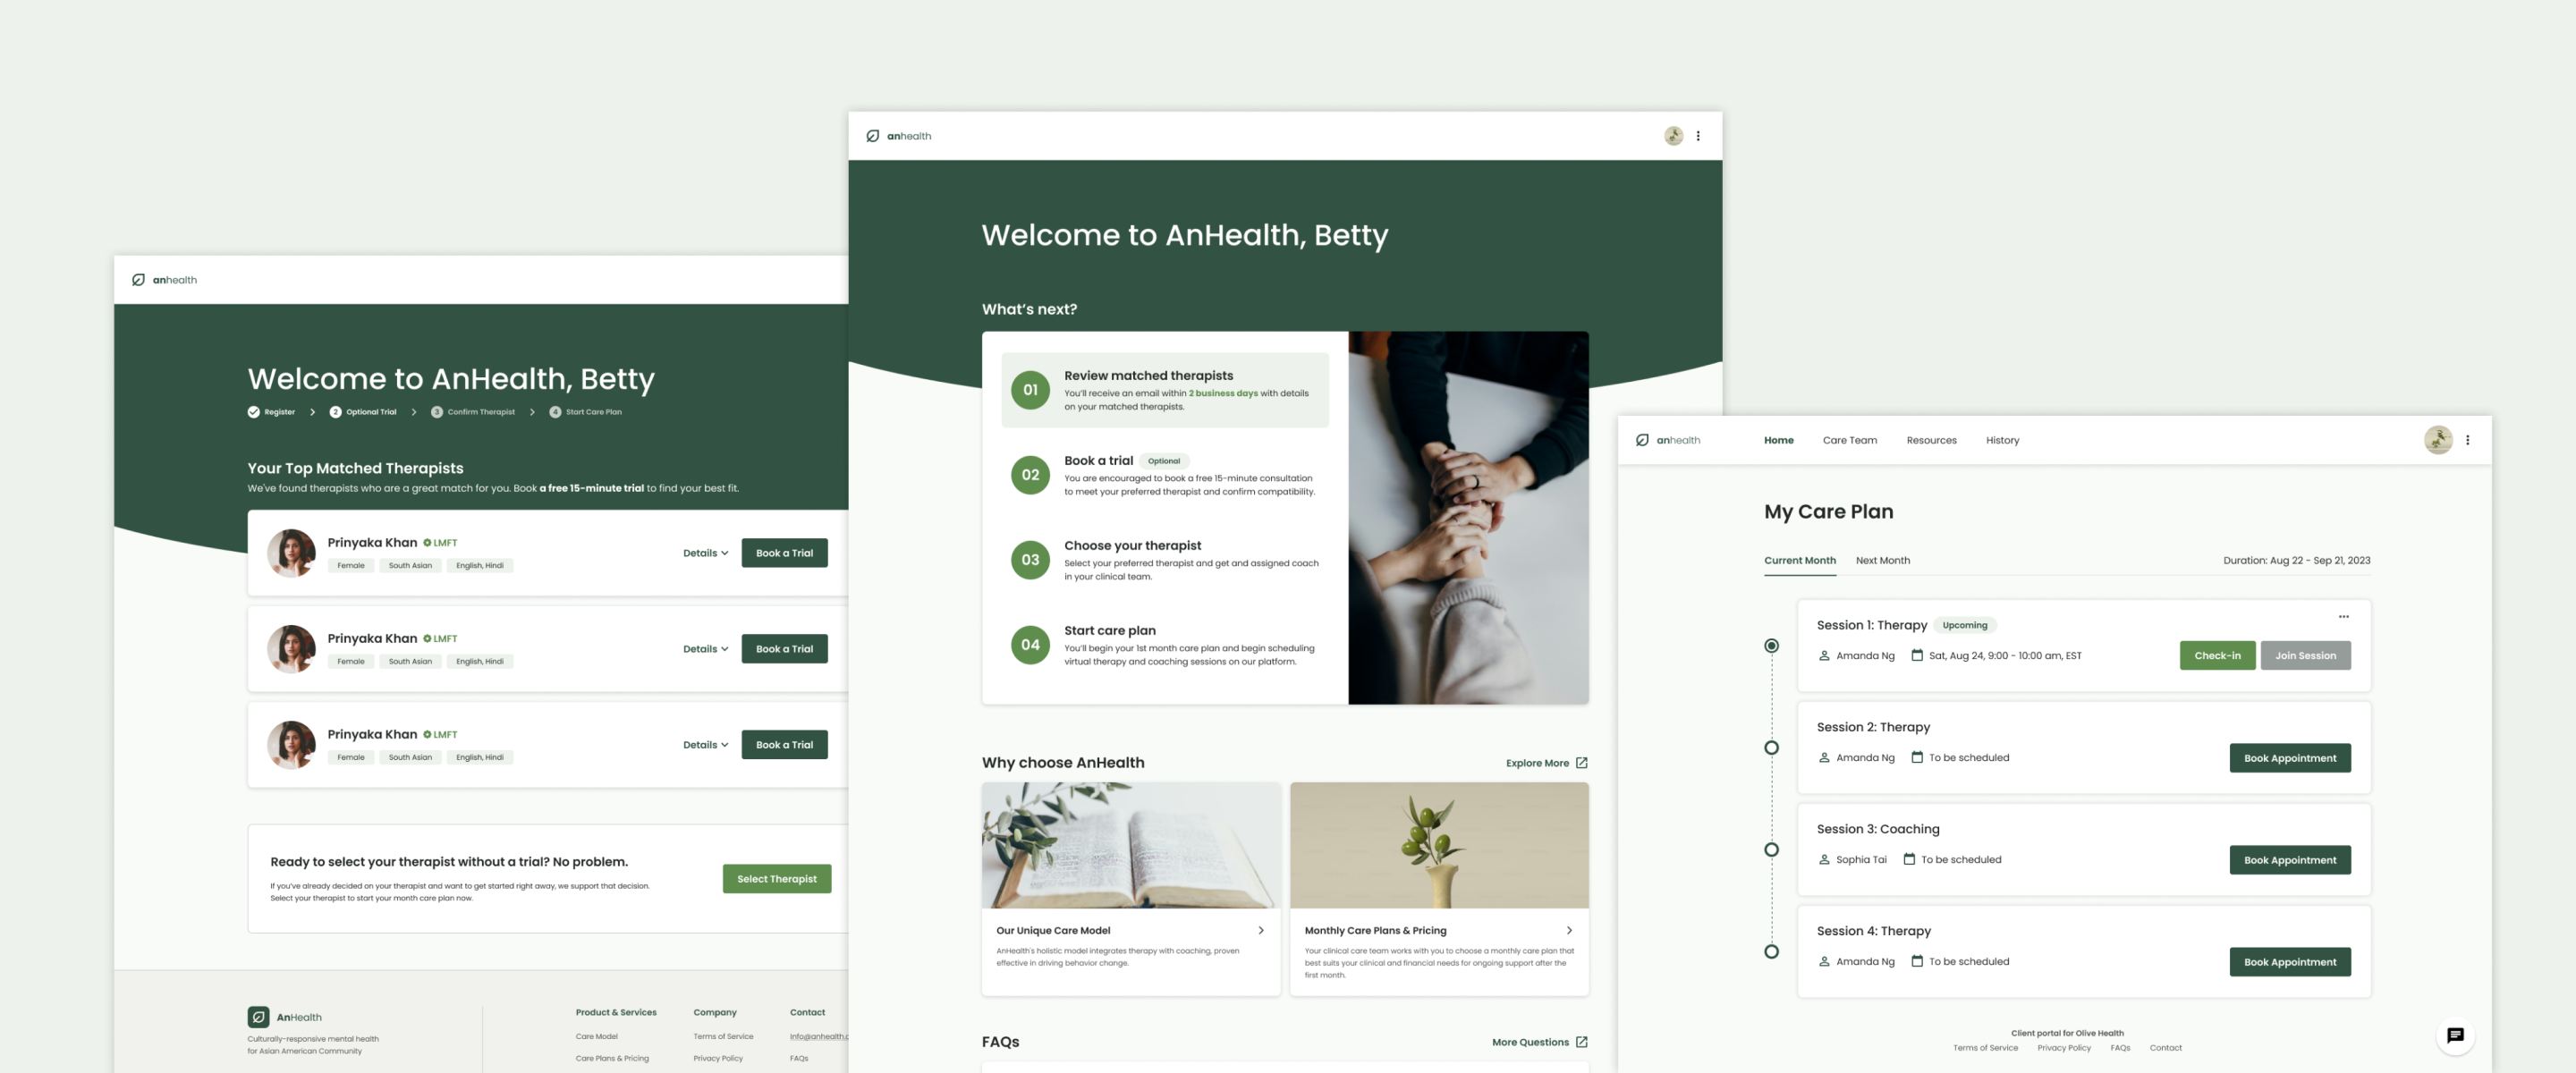 anhealth
Welcome to AnHealth, Betty
Register
2 Optional Trial
3 Confirm Therapist
4 Start Care Plan
Your Top Matched Therapists
We've found therapists who are a great match for you. Book a free 15-minute trial to find your best fit.
Prinyaka Khan LMFT
Female South Asian English, Hindi
Details Book a Trial
Prinyaka Khan LMFT
Female South Asian English, Hindi
Details Book a Trial
Prinyaka Khan LMFT
Female South Asian English, Hindi
Details Book a Trial
Ready to select your therapist without a trial? No problem.
If you've already decided on your therapist and want to get started right away, we support that decision.
Select your therapist to start your month care plan now.
Select Therapist
AnHealth
Culturally-responsive mental health
for Asian American Community
Product & Services
Care Model
Care Plans & Pricing
Company
Terms of Service
Privacy Policy
Contact
Info@anhealth.c
FAQs
anhealth
Welcome to AnHealth, Betty
What's next?
01
Review matched therapists
You'll receive an email within 2 business days with details
on your matched therapists.
02
Book a trial Optional
You are encouraged to book a free 15-minute consultation
to meet your preferred therapist and confirm compatibility.
03
Choose your therapist
Select your preferred therapist and get and assigned coach
in your clinical team.
04
Start care plan
You'll begin your 1st month care plan and begin scheduling
virtual therapy and coaching sessions on our platform.
Why choose AnHealth
Explore More
Our Unique Care Model
AnHealth's holistic model integrates therapy with coaching, proven
effective in driving behavior change.
Monthly Care Plans & Pricing
Your clinical care team works with you to choose a monthly care plan that
best suits your clinical and financial needs for ongoing support after the
first month.
FAQs
More Questions
anhealth
Home Care Team Resources History
My Care Plan
Current Month Next Month
Duration: Aug 22 - Sep 21, 2023
Session 1: Therapy Upcoming
Amanda Ng Sat, Aug 24, 9:00 - 10:00 am, EST
Check-in Join Session
Session 2: Therapy
Amanda Ng To be scheduled
Book Appointment
Session 3: Coaching
Sophia Tai To be scheduled
Book Appointment
Session 4: Therapy
Amanda Ng To be scheduled
Book Appointment
Client portal for Olive Health
Terms of Service Privacy Policy FAQs Contact